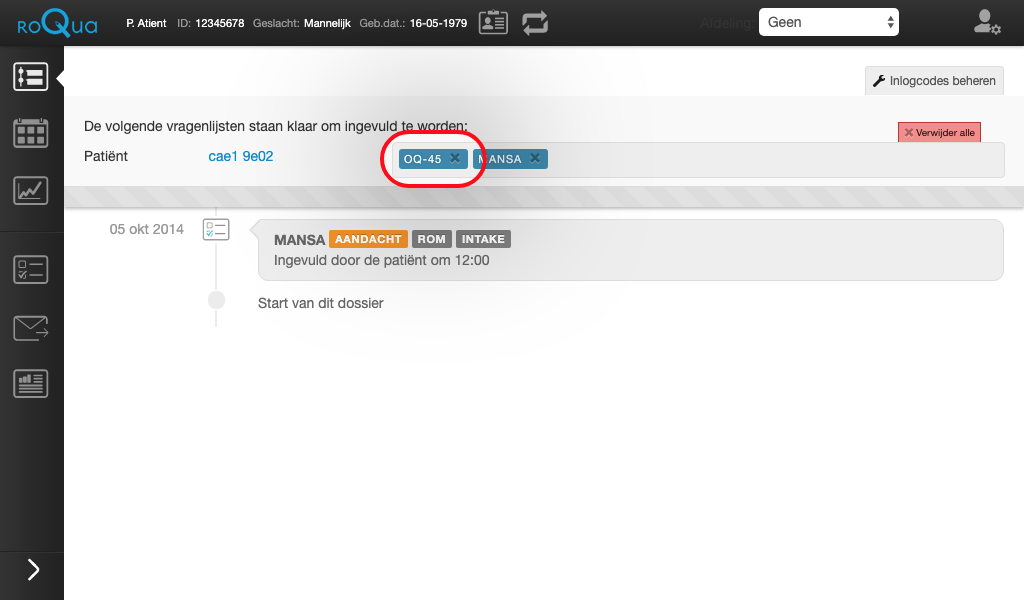 RoQua P. Atient ID: 12345678 Geslacht: Mannelijk Geb.dat.: 16-05-1979 Afdeling: Geen
Inlogcodes beheren
De volgende vragenlijsten staan klaar om ingevuld te worden:
Verwijder alle
Patiënt cae1 9e02 OQ-45 MANSA
05 okt 2014 MANSA AANDACHT ROM INTAKE
Ingevuld door de patiënt om 12:00
Start van dit dossier